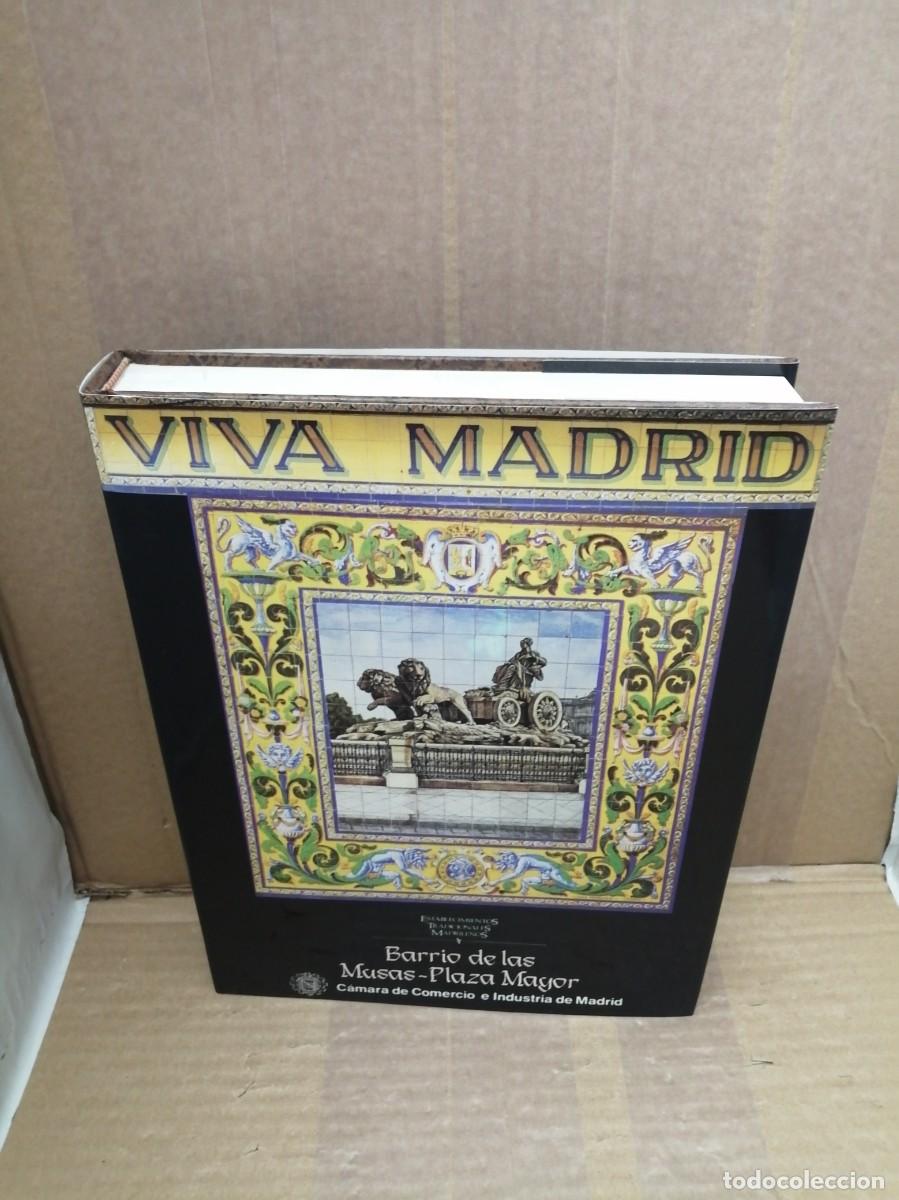 VIVA MADRID
ESTABLECIMIENTOS
TRADICIONALES
MADRILEÑOS
V
Barrio de las
Musas-Plaza Mayor
Cámara de Comercio e Industria de Madrid
todocoleccion